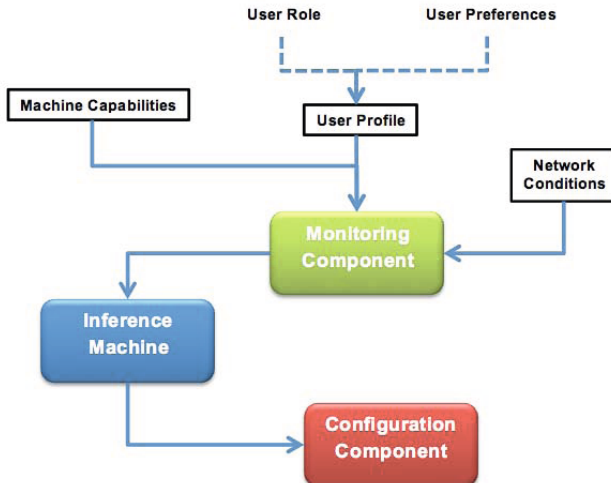 User Role
User Preferences
Machine Capabilities
User Profile
Network
Conditions
Monitoring
Component
Inference
Machine
Configuration
Component